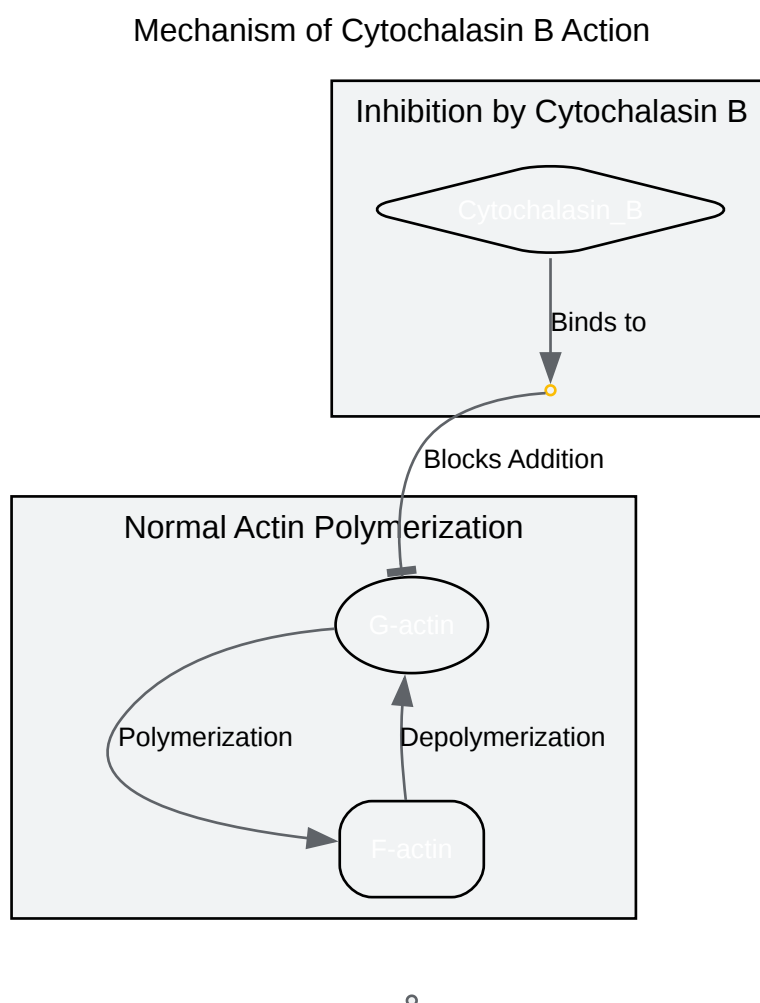 Mechanism of Cytochalasin B Action
Inhibition by Cytochalasin B
Cytochalasin_B
Binds to
Blocks Addition
Normal Actin Polymerization
G-actin
Polymerization
Depolymerization
F-actin